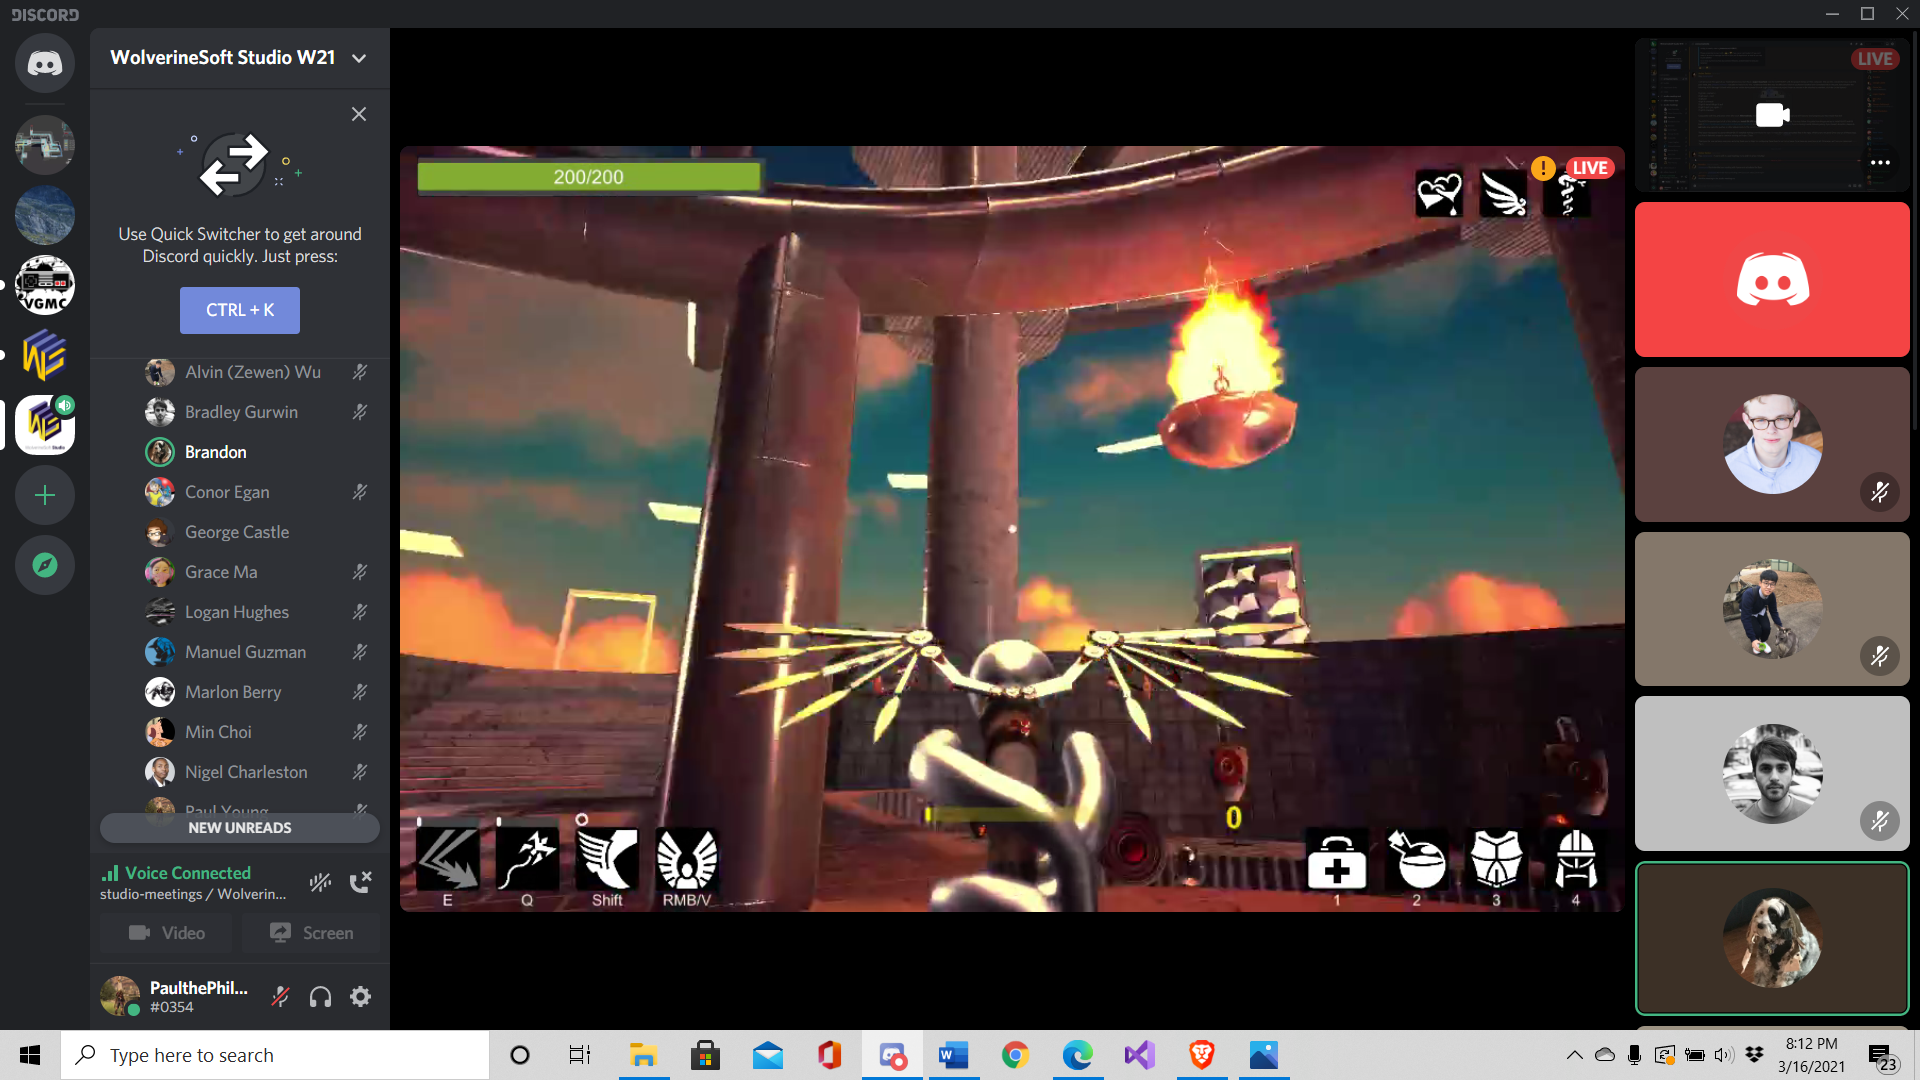 DISCORD
WolverineSoft Studio W21
Use Quick Switcher to get around
Discord quickly. Just press:
CTRL + K
VGMC
Alvin (Zewen) Wu
Bradley Gurwin
Brandon
Conor Egan
George Castle
Grace Ma
Logan Hughes
Manuel Guzman
Marlon Berry
Min Choi
Nigel Charleston
Paul Young
NEW UNREADS
Voice Connected
studio-meetings / Wolverin...
Video
Screen
PaulthePhil...
#0354
200/200
! LIVE
0
E
Q
Shift
RMB/V
1
2
3
4
LIVE
Type here to search
8:12 PM
3/16/2021
23